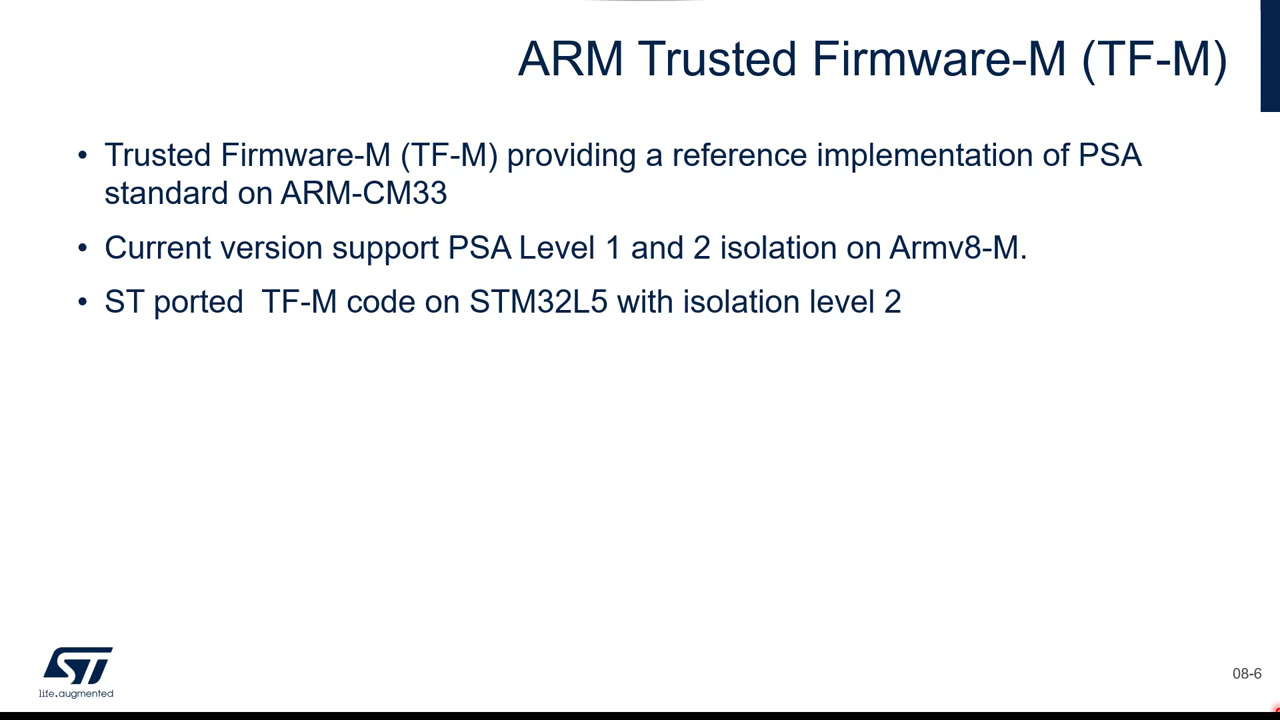 ARM Trusted Firmware-M (TF-M)
• Trusted Firmware-M (TF-M) providing a reference implementation of PSA
standard on ARM-CM33
• Current version support PSA Level 1 and 2 isolation on Armv8-M.
• ST ported  TF-M code on STM32L5 with isolation level 2
ST
life.augmented
08-6